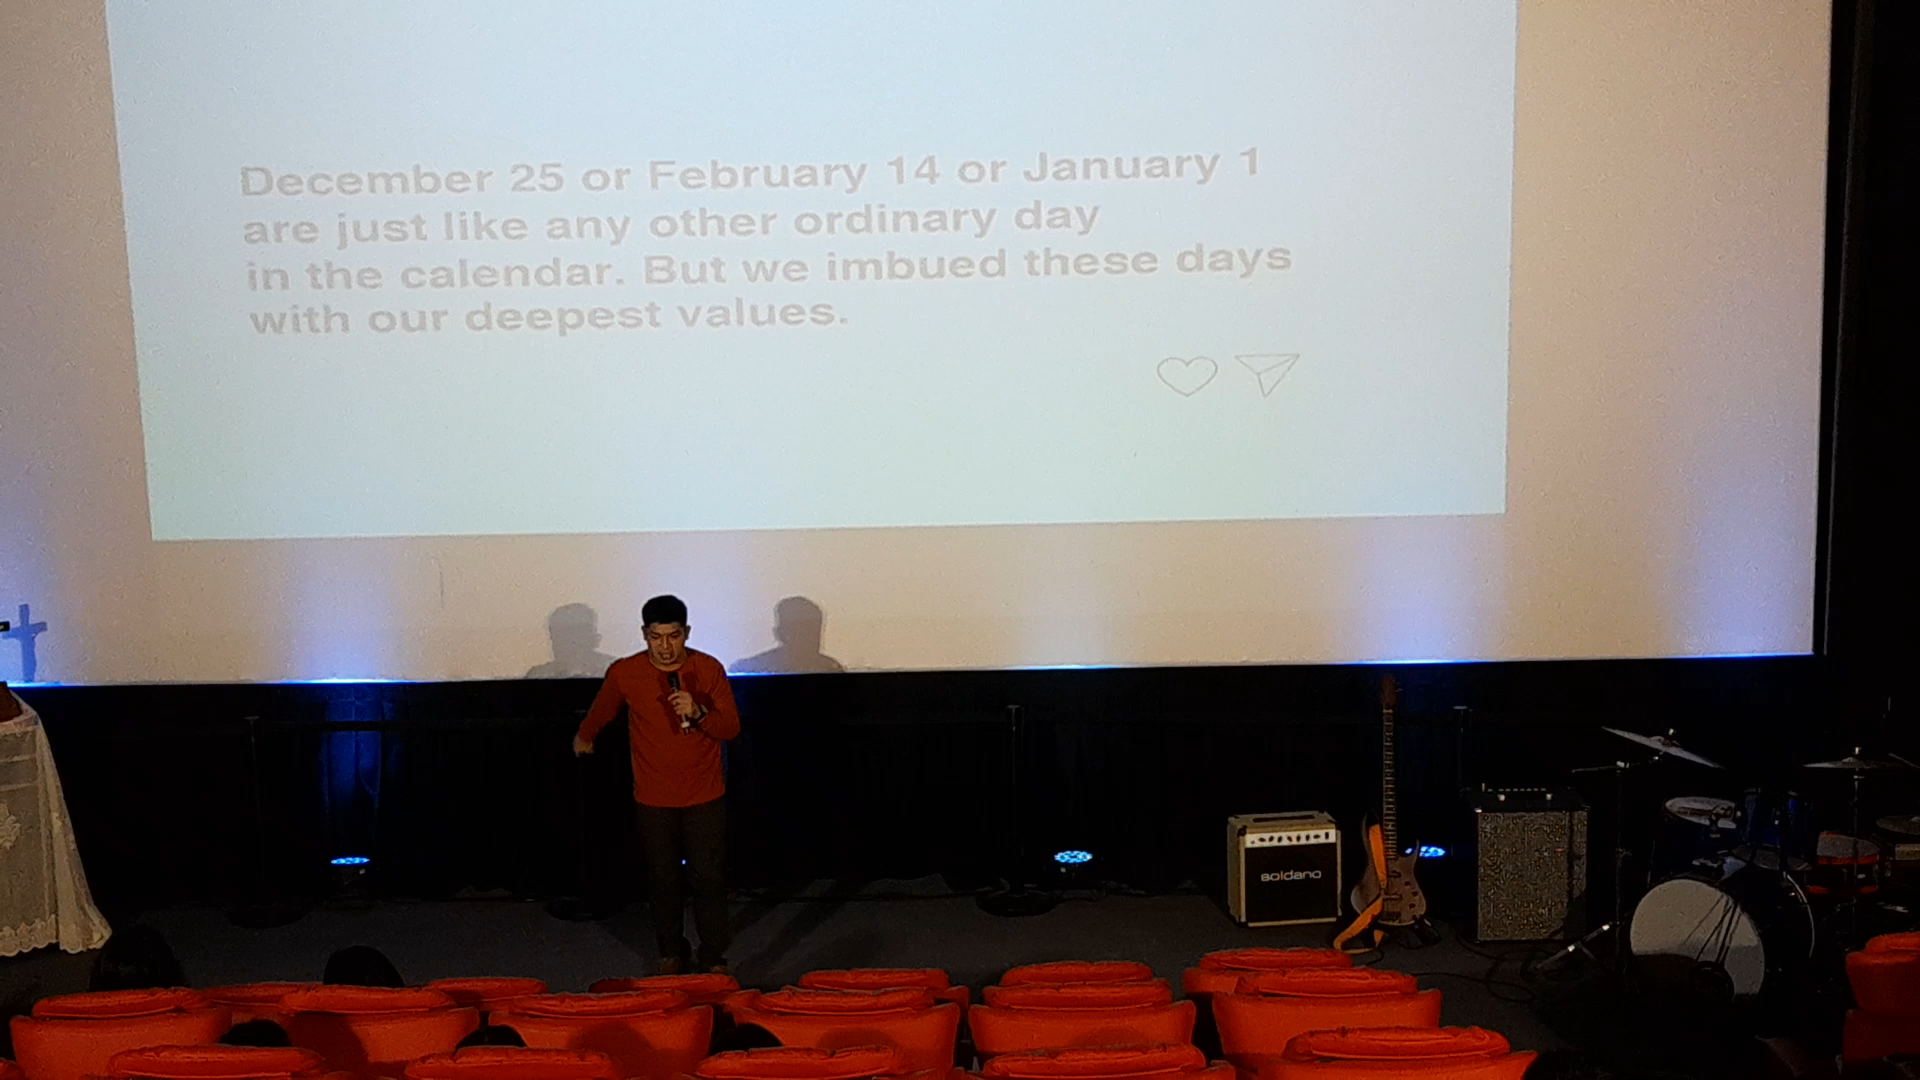 December 25 or February 14 or January 1
are just like any other ordinary day
in the calendar. But we imbued these days
with our deepest values.
soldano